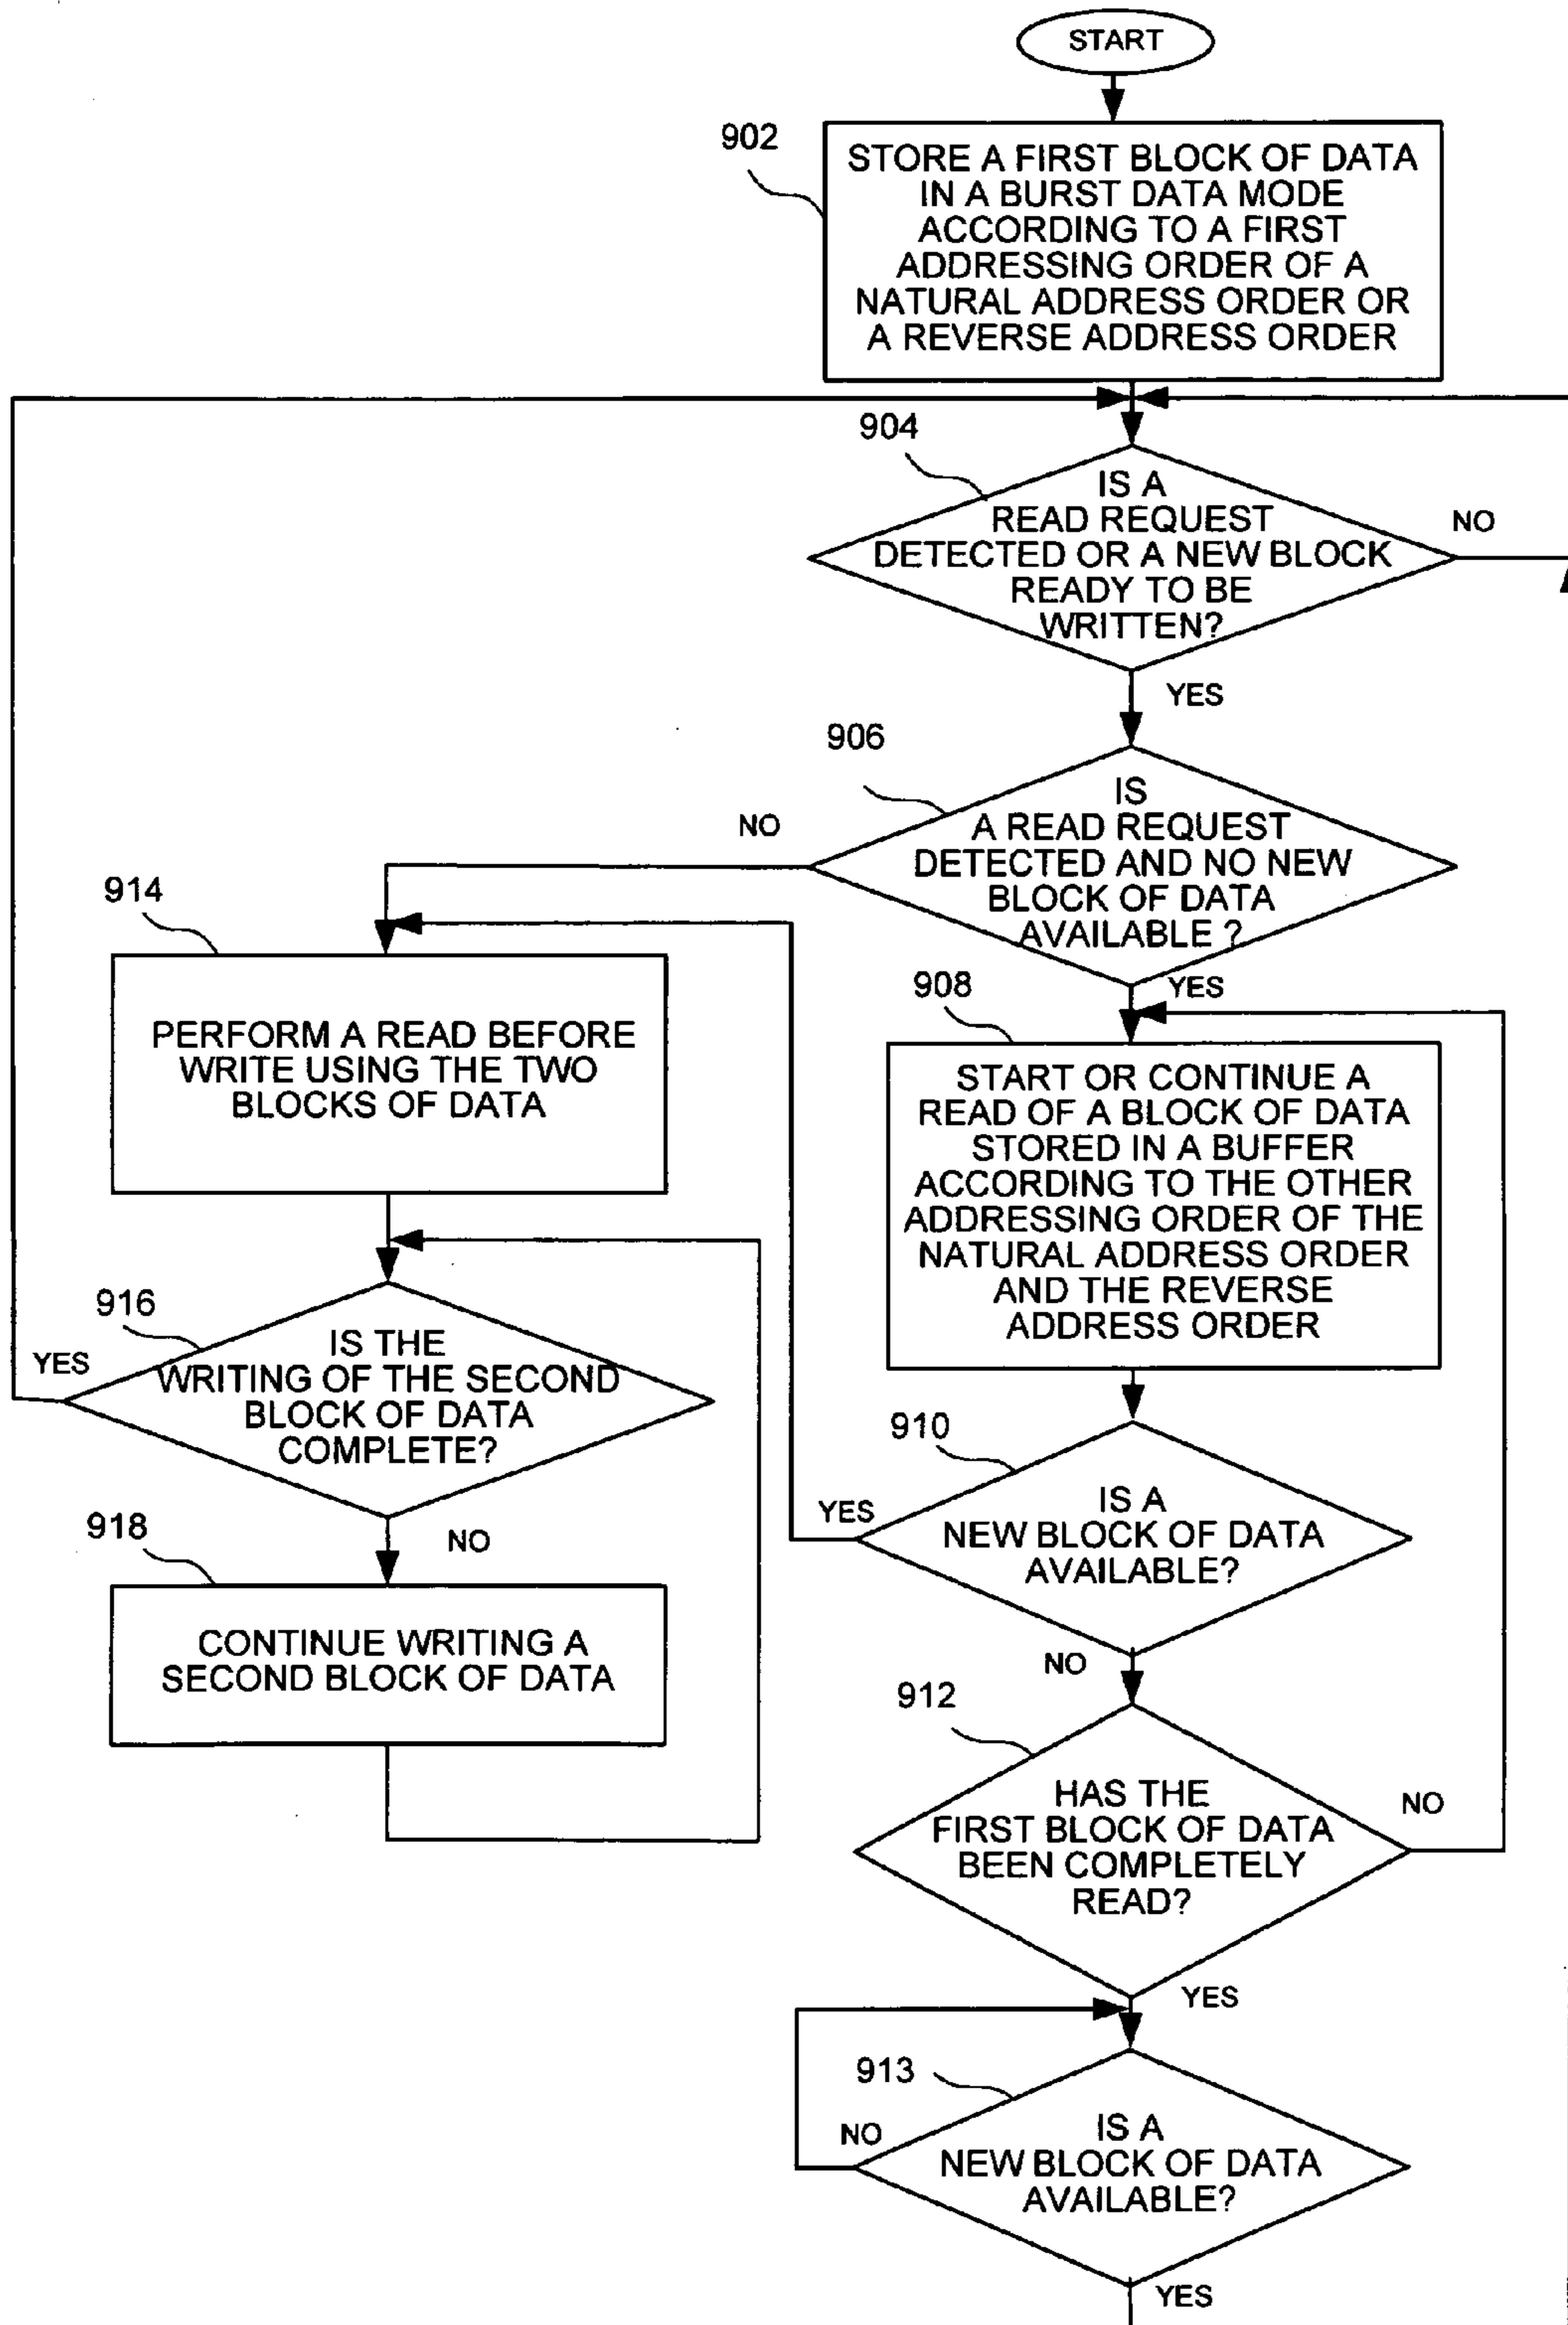 START
902
STORE A FIRST BLOCK OF DATA
IN A BURST DATA MODE
ACCORDING TO A FIRST
ADDRESSING ORDER OF A
NATURAL ADDRESS ORDER OR
A REVERSE ADDRESS ORDER
904
IS A
READ REQUEST
DETECTED OR A NEW BLOCK
READY TO BE
WRITTEN?
NO
YES
906
IS
A READ REQUEST
DETECTED AND NO NEW
BLOCK OF DATA
AVAILABLE ?
NO
YES
914
PERFORM A READ BEFORE
WRITE USING THE TWO
BLOCKS OF DATA
908
START OR CONTINUE A
READ OF A BLOCK OF DATA
STORED IN A BUFFER
ACCORDING TO THE OTHER
ADDRESSING ORDER OF THE
NATURAL ADDRESS ORDER
AND THE REVERSE
ADDRESS ORDER
916
IS THE
WRITING OF THE SECOND
BLOCK OF DATA
COMPLETE?
YES
NO
918
CONTINUE WRITING A
SECOND BLOCK OF DATA
910
IS A
NEW BLOCK OF DATA
AVAILABLE?
YES
NO
912
HAS THE
FIRST BLOCK OF DATA
BEEN COMPLETELY
READ?
NO
YES
913
IS A
NEW BLOCK OF DATA
AVAILABLE?
NO
YES